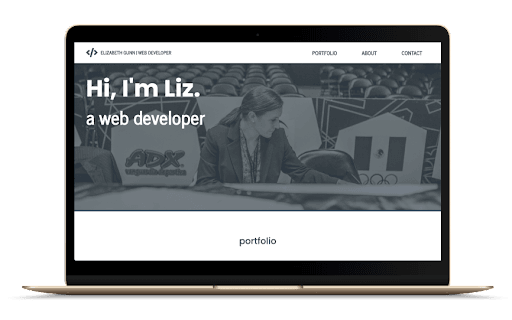 </> ELIZABETH GUNN | WEB DEVELOPER
PORTFOLIO ABOUT CONTACT
Hi, I'm Liz.
a web developer
ADX
portfolio